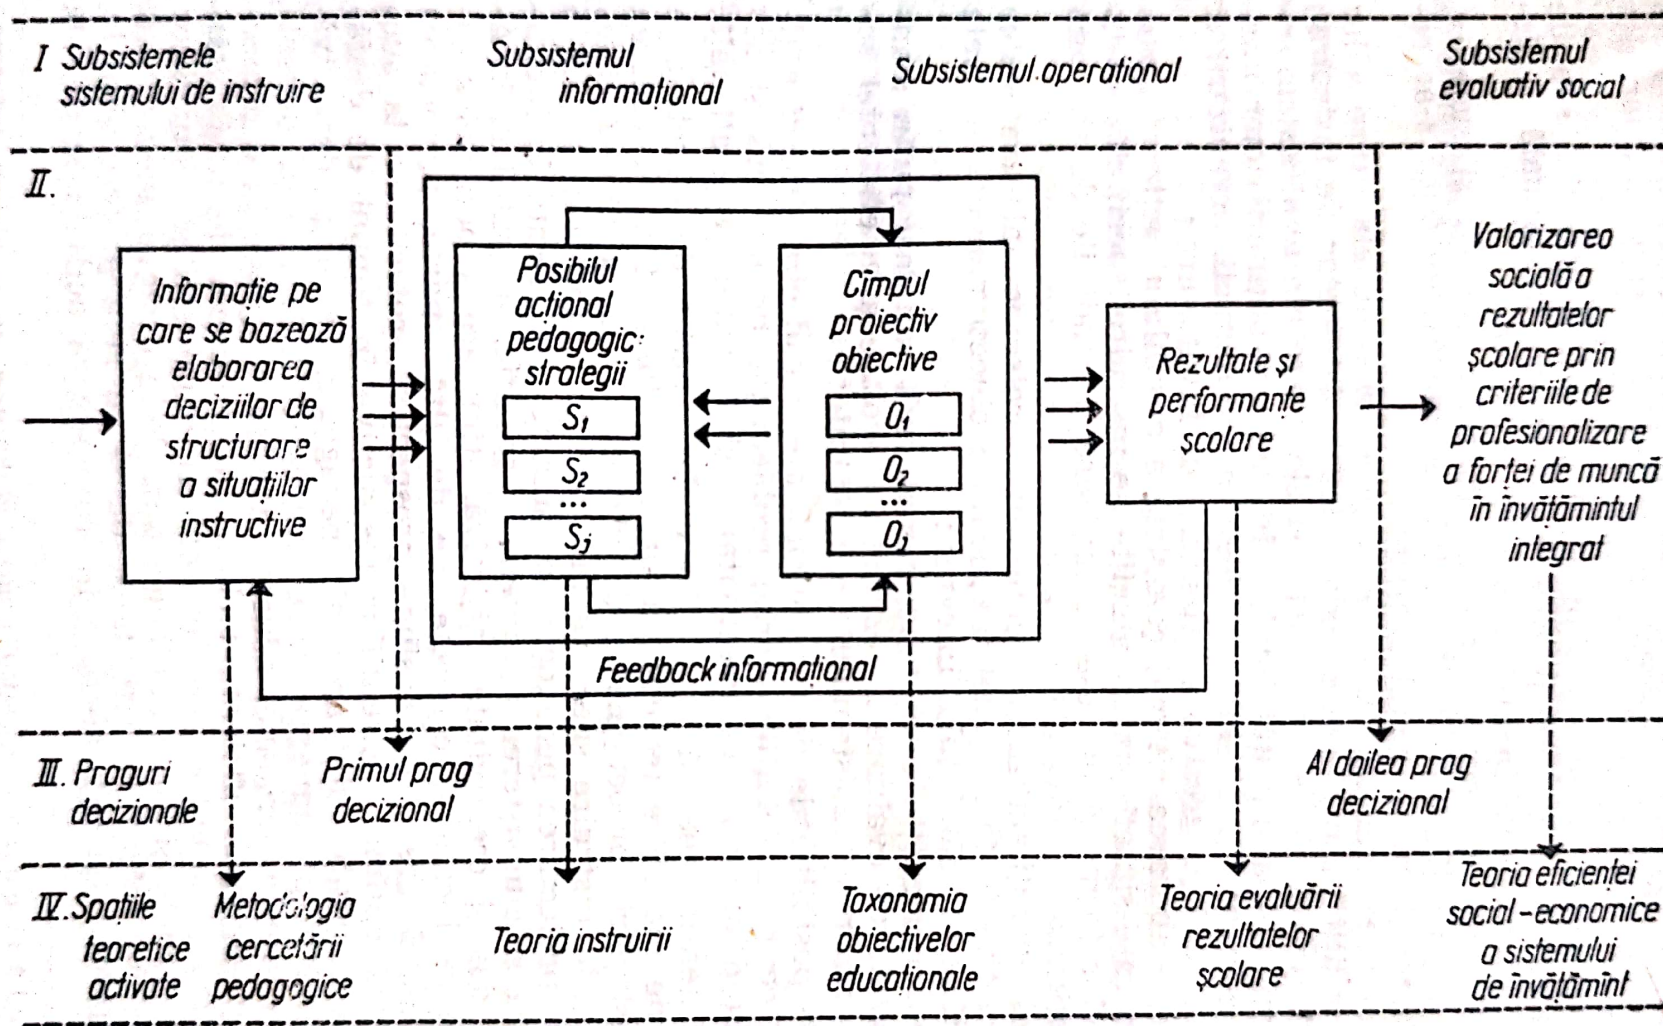 I Subsistemele
sistemului de instruire
Subsistemul
informațional
Subsistemul operațional
Subsistemul
evaluativ social
II.
Informație pe
care se bazează
elaborarea
deciziilor de
structurare
a situațiilor
instructive
Posibilul
acțional
pedagogic:
strategii
S1
S2
...
Sj
Cîmpul
proiectiv
obiective
O1
O2
...
Oj
Rezultate și
performanțe
școlare
Valorizarea
socială a
rezultatelor
școlare prin
criteriile de
profesionalizare
a forței de muncă
în învățămîntul
integrat
Feedback informațional
III. Praguri
decizionale
Primul prag
decizional
Al doilea prag
decizional
IV. Spațiile
teoretice
activate
Metodologia
cercetării
pedagogice
Teoria instruirii
Taxonomia
obiectivelor
educaționale
Teoria evaluării
rezultatelor
școlare
Teoria eficienței
social-economice
a sistemului
de învățămînt